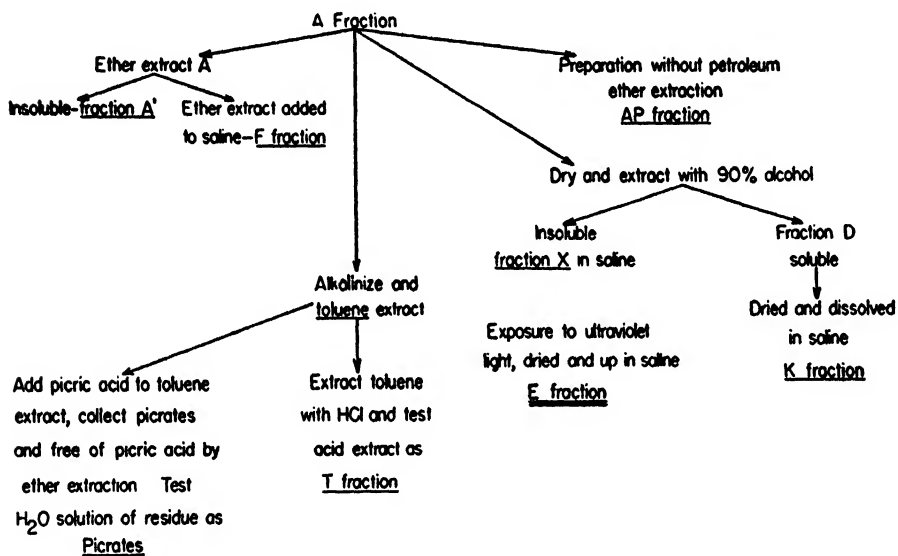 A Fraction
Ether extract A
Insoluble-fraction A'
Ether extract added
to saline-F fraction
Preparation without petroleum
ether extraction
AP fraction
Dry and extract with 90% alcohol
Insoluble
fraction X in saline
Fraction D
soluble
Dried and dissolved
in saline
K fraction
Exposure to ultraviolet
light, dried and up in saline
E fraction
Alkalinize and
toluene extract
Add picric acid to toluene
extract, collect picrates
and free of picric acid by
ether extraction Test
H2O solution of residue as
Picrates
Extract toluene
with HCl and test
acid extract as
T fraction